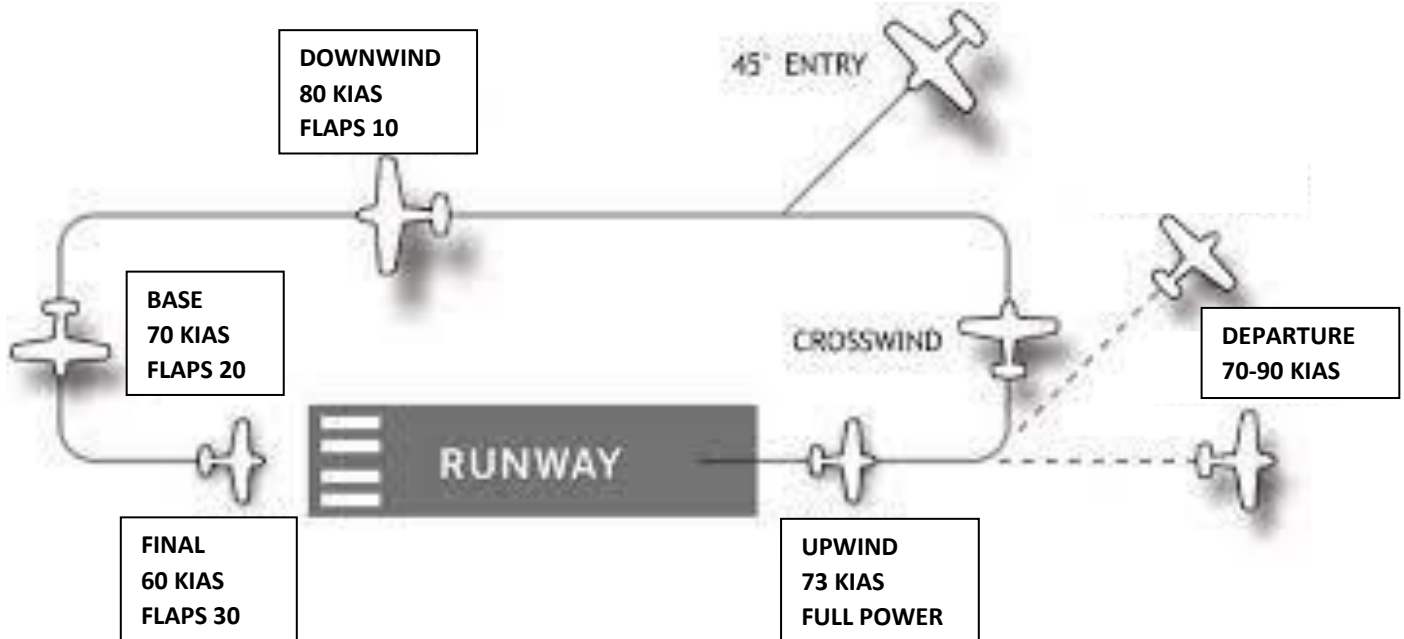 DOWNWIND
80 KIAS
FLAPS 10
45° ENTRY
BASE
70 KIAS
FLAPS 20
CROSSWIND
DEPARTURE
70-90 KIAS
RUNWAY
FINAL
60 KIAS
FLAPS 30
UPWIND
73 KIAS
FULL POWER